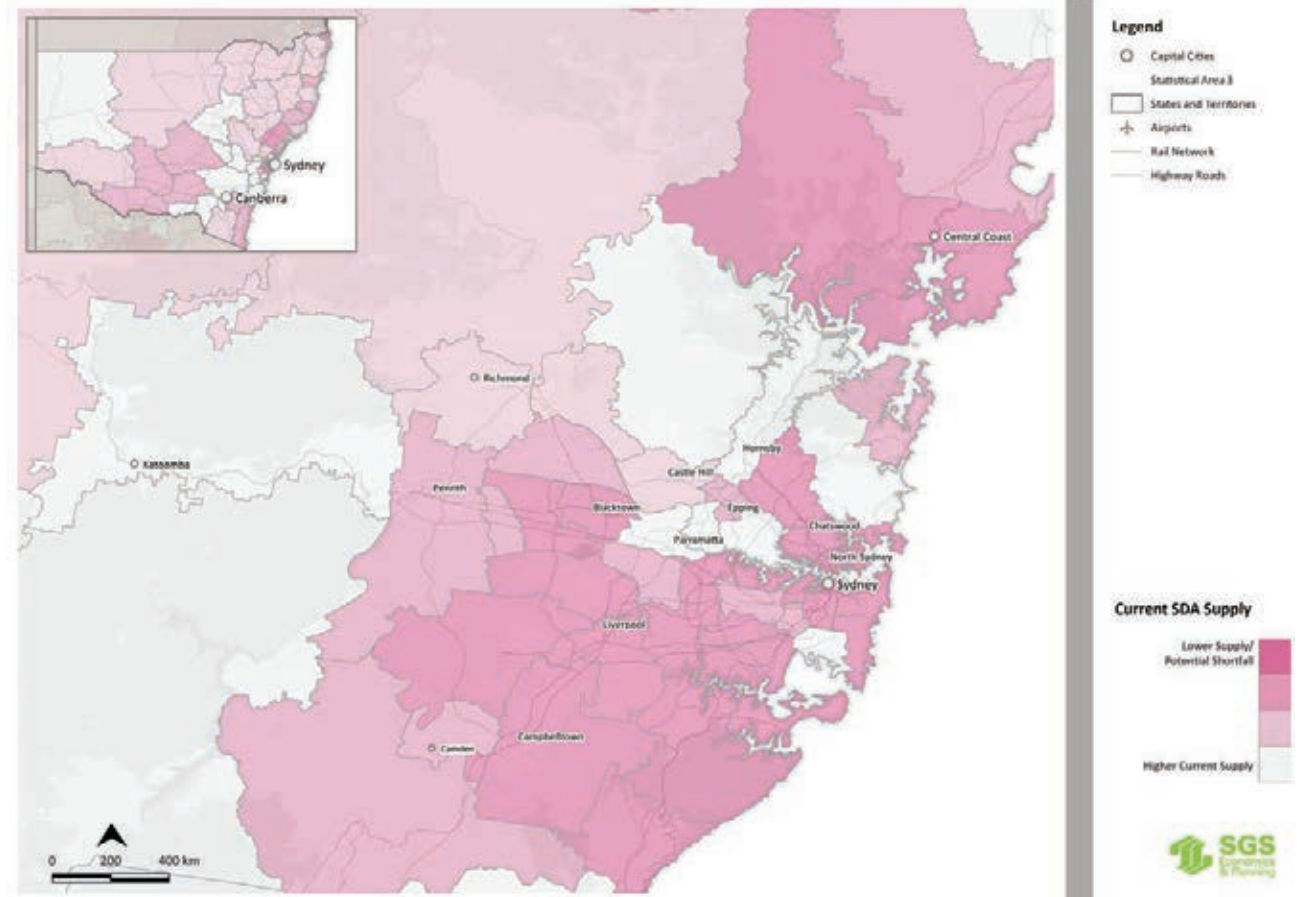 Sydney
Canberra
Central Coast
Richmond
Katoomba
Hornsby
Castle Hill
Penrith
Blacktown
Epping
Chatswood
Parramatta
North Sydney
Sydney
Liverpool
Campbelltown
Camden
0 200 400 km
Legend
Capital Cities
Statistical Area 3
States and Territories
Airports
Rail Network
Highway Roads
Current SDA Supply
Lower Supply/
Potential Shortfall
Higher Current Supply
SGS
Economics
& Planning